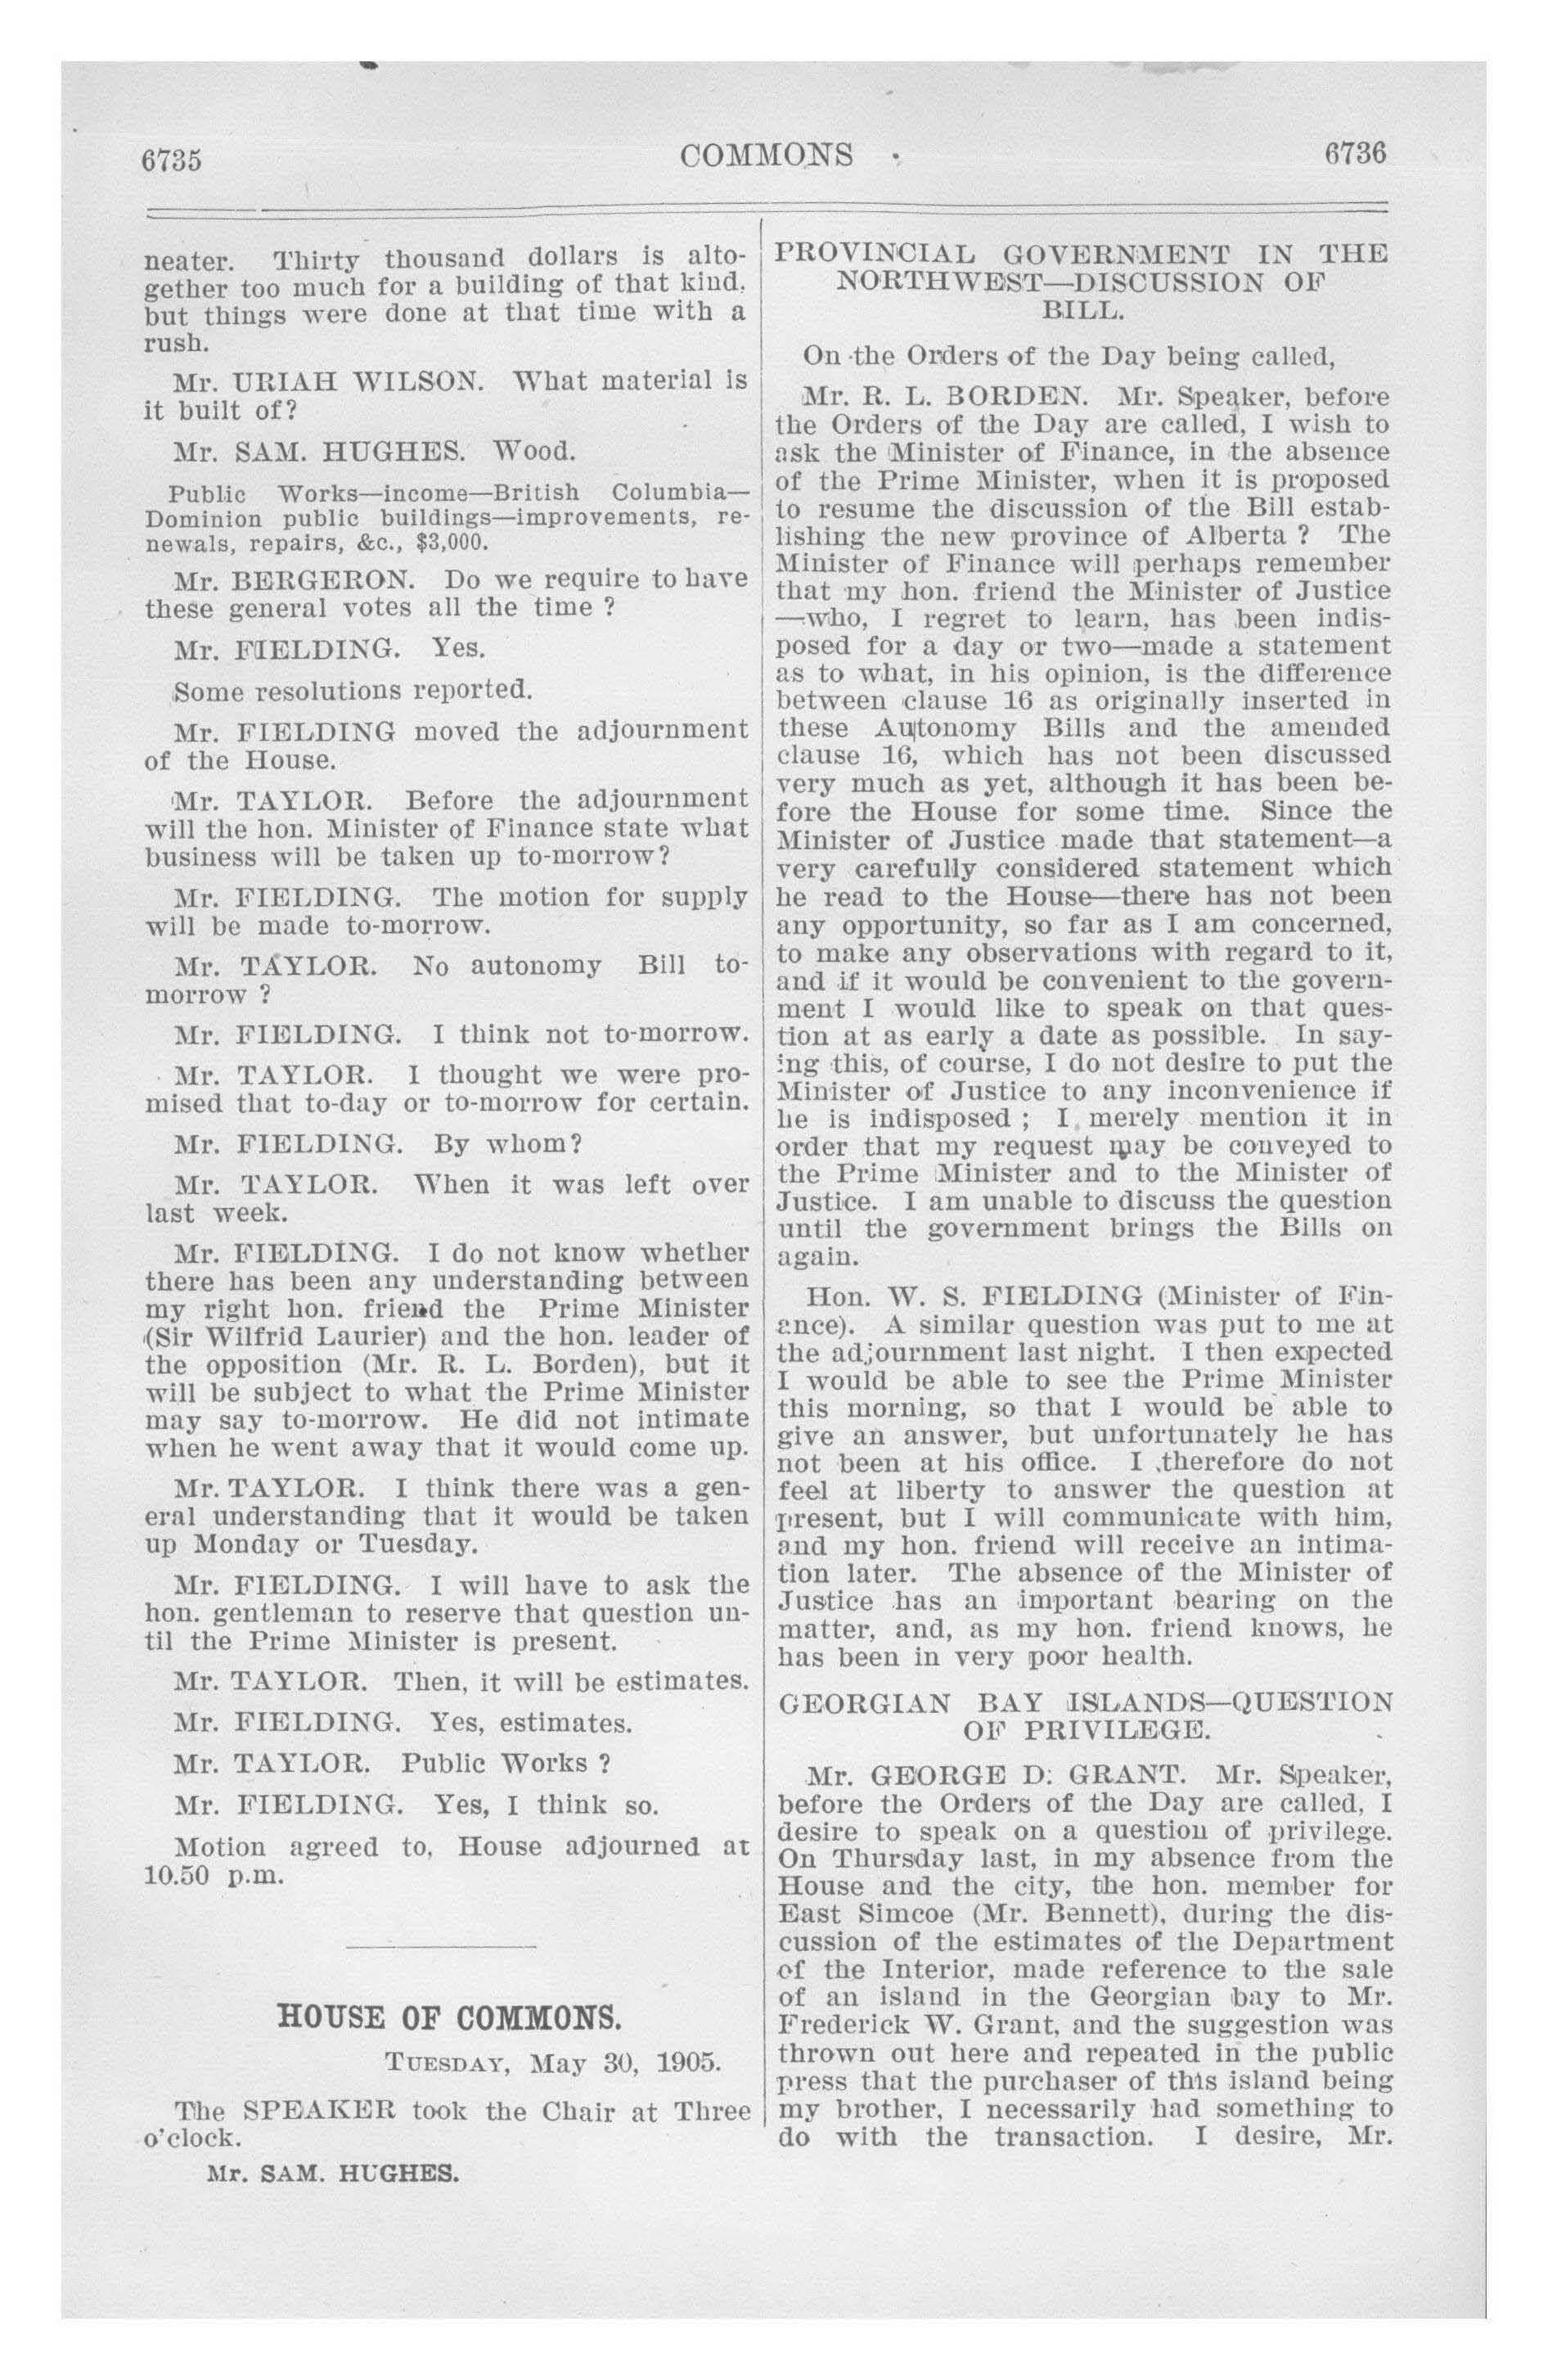 6735
COMMONS
6736
neater. Thirty thousand dollars is alto-
gether too much for a building of that kind,
but things were done at that time with a
rush.
Mr. URIAH WILSON. What material is
it built of?
Mr. SAM. HUGHES. Wood.
Public Works—income—British Columbia—
Dominion public buildings—improvements, re-
newals, repairs, &c., $3,000.
Mr. BERGERON. Do we require to have
these general votes all the time ?
Mr. FIELDING. Yes.
Some resolutions reported.
Mr. FIELDING moved the adjournment
of the House.
Mr. TAYLOR. Before the adjournment
will the hon. Minister of Finance state what
business will be taken up to-morrow?
Mr. FIELDING. The motion for supply
will be made to-morrow.
Mr. TAYLOR. No autonomy Bill to-
morrow ?
Mr. FIELDING. I think not to-morrow.
Mr. TAYLOR. I thought we were pro-
mised that to-day or to-morrow for certain.
Mr. FIELDING. By whom?
Mr. TAYLOR. When it was left over
last week.
Mr. FIELDING. I do not know whether
there has been any understanding between
my right hon. friend the Prime Minister
(Sir Wilfrid Laurier) and the hon. leader of
the opposition (Mr. R. L. Borden), but it
will be subject to what the Prime Minister
may say to-morrow. He did not intimate
when he went away that it would come up.
Mr. TAYLOR. I think there was a gen-
eral understanding that it would be taken
up Monday or Tuesday.
Mr. FIELDING. I will have to ask the
hon. gentleman to reserve that question un-
til the Prime Minister is present.
Mr. TAYLOR. Then, it will be estimates.
Mr. FIELDING. Yes, estimates.
Mr. TAYLOR. Public Works ?
Mr. FIELDING. Yes, I think so.
Motion agreed to, House adjourned at
10.50 p.m.
HOUSE OF COMMONS.
TUESDAY, May 30, 1905.
The SPEAKER took the Chair at Three
o'clock.
Mr. SAM. HUGHES.
PROVINCIAL GOVERNMENT IN THE
NORTHWEST—DISCUSSION OF
BILL.
On the Orders of the Day being called,
Mr. R. L. BORDEN. Mr. Speaker, before
the Orders of the Day are called, I wish to
ask the Minister of Finance, in the absence
of the Prime Minister, when it is proposed
to resume the discussion of the Bill estab-
lishing the new province of Alberta ? The
Minister of Finance will perhaps remember
that my hon. friend the Minister of Justice
—who, I regret to learn, has been indis-
posed for a day or two—made a statement
as to what, in his opinion, is the difference
between clause 16 as originally inserted in
these Autonomy Bills and the amended
clause 16, which has not been discussed
very much as yet, although it has been be-
fore the House for some time. Since the
Minister of Justice made that statement—a
very carefully considered statement which
he read to the House—there has not been
any opportunity, so far as I am concerned,
to make any observations with regard to it,
and if it would be convenient to the govern-
ment I would like to speak on that ques-
tion at as early a date as possible. In say-
ing this, of course, I do not desire to put the
Minister of Justice to any inconvenience if
he is indisposed ; I merely mention it in
order that my request may be conveyed to
the Prime Minister and to the Minister of
Justice. I am unable to discuss the question
until the government brings the Bills on
again.
Hon. W. S. FIELDING (Minister of Fin-
ance). A similar question was put to me at
the adjournment last night. I then expected
I would be able to see the Prime Minister
this morning, so that I would be able to
give an answer, but unfortunately he has
not been at his office. I therefore do not
feel at liberty to answer the question at
present, but I will communicate with him,
and my hon. friend will receive an intima-
tion later. The absence of the Minister of
Justice has an important bearing on the
matter, and, as my hon. friend knows, he
has been in very poor health.
GEORGIAN BAY ISLANDS—QUESTION
OF PRIVILEGE.
Mr. GEORGE D. GRANT. Mr. Speaker,
before the Orders of the Day are called, I
desire to speak on a question of privilege.
On Thursday last, in my absence from the
House and the city, the hon. member for
East Simcoe (Mr. Bennett), during the dis-
cussion of the estimates of the Department
of the Interior, made reference to the sale
of an island in the Georgian bay to Mr.
Frederick W. Grant, and the suggestion was
thrown out here and repeated in the public
press that the purchaser of this island being
my brother, I necessarily had something to
do with the transaction. I desire, Mr.